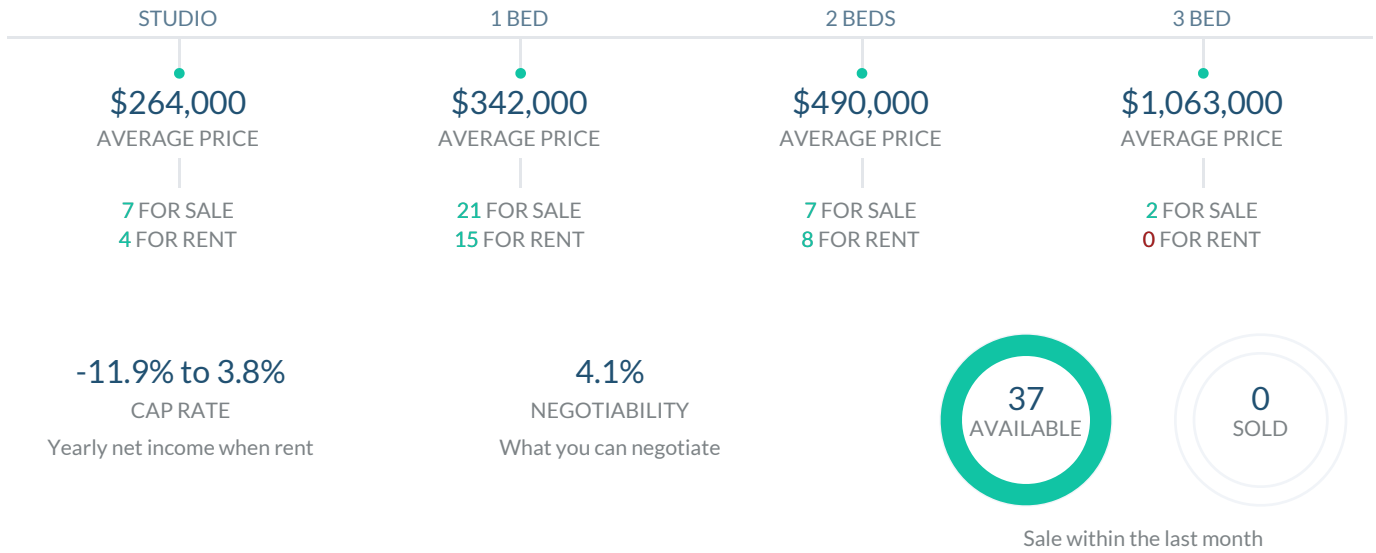 STUDIO
$264,000
AVERAGE PRICE
7 FOR SALE
4 FOR RENT
1 BED
$342,000
AVERAGE PRICE
21 FOR SALE
15 FOR RENT
2 BEDS
$490,000
AVERAGE PRICE
7 FOR SALE
8 FOR RENT
3 BED
$1,063,000
AVERAGE PRICE
2 FOR SALE
0 FOR RENT
-11.9% to 3.8%
CAP RATE
Yearly net income when rent
4.1%
NEGOTIABILITY
What you can negotiate
37
AVAILABLE
0
SOLD
Sale within the last month